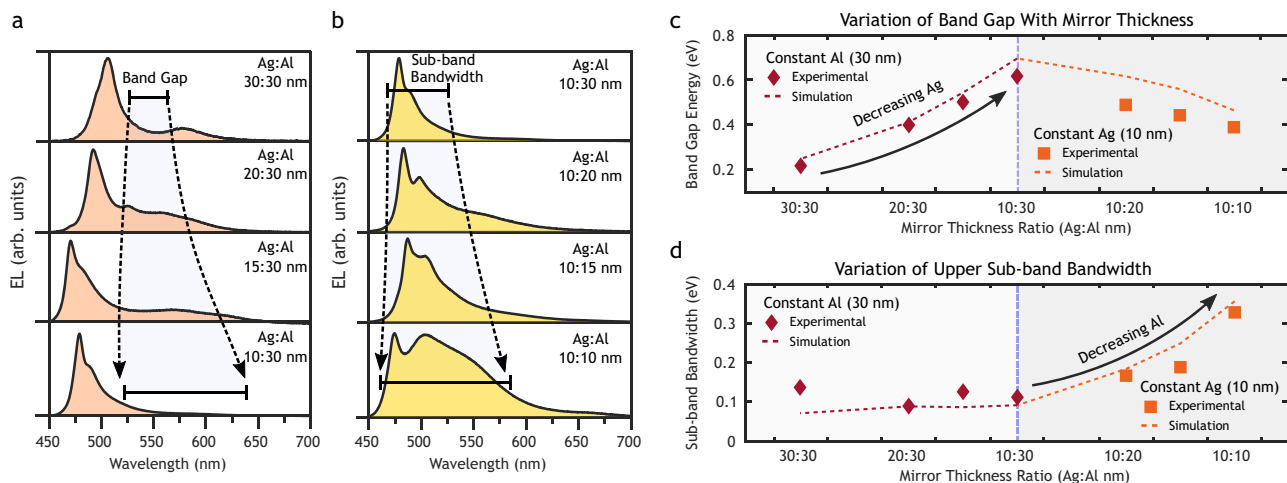 a
Ag:Al
30:30 nm
Band Gap
Ag:Al
20:30 nm
Ag:Al
15:30 nm
Ag:Al
10:30 nm
EL (arb. units)
450 500 550 600 650 700
Wavelength (nm)
b
Sub-band
Bandwidth
Ag:Al
10:30 nm
Ag:Al
10:20 nm
Ag:Al
10:15 nm
Ag:Al
10:10 nm
EL (arb. units)
450 500 550 600 650 700
Wavelength (nm)
c
Variation of Band Gap With Mirror Thickness
Band Gap Energy (eV)
0.8
0.6
0.4
0.2
Constant Al (30 nm)
Experimental
Simulation
Decreasing Ag
Constant Ag (10 nm)
Experimental
Simulation
30:30 20:30 10:30 10:20 10:10
Mirror Thickness Ratio (Ag:Al nm)
d
Variation of Upper Sub-band Bandwidth
Sub-band Bandwidth (eV)
0.4
0.3
0.2
0.1
0
Constant Al (30 nm)
Experimental
Simulation
Decreasing Al
Constant Ag (10 nm)
Experimental
Simulation
30:30 20:30 10:30 10:20 10:10
Mirror Thickness Ratio (Ag:Al nm)